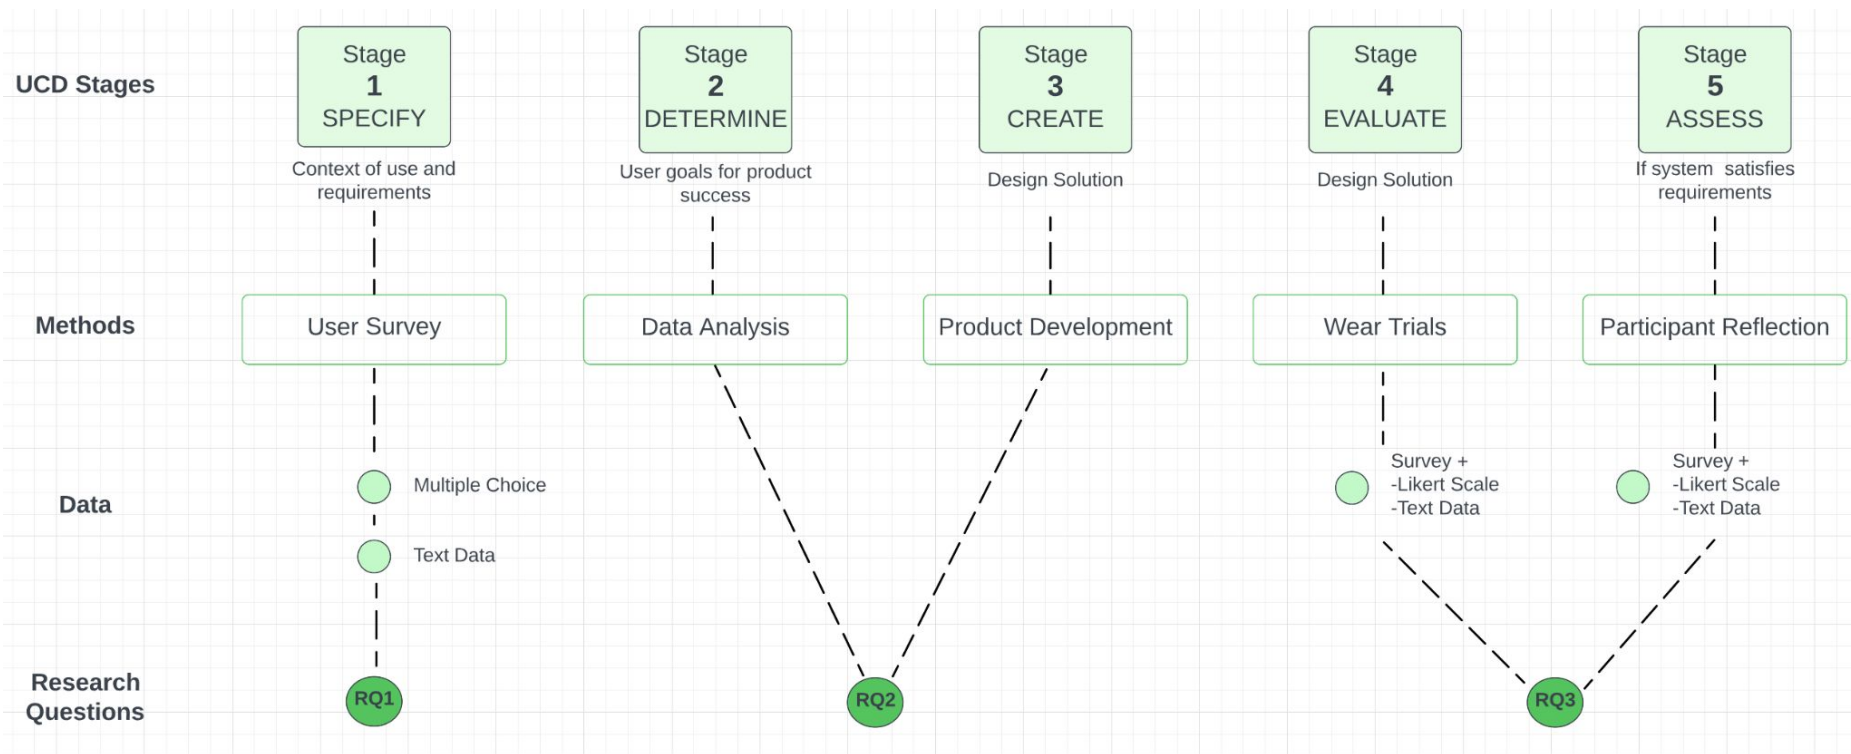 UCD Stages
Stage
1
SPECIFY
Context of use and
requirements
Stage
2
DETERMINE
User goals for product
success
Stage
3
CREATE
Design Solution
Stage
4
EVALUATE
Design Solution
Stage
5
ASSESS
If system  satisfies
requirements
Methods
User Survey
Data Analysis
Product Development
Wear Trials
Participant Reflection
Data
Multiple Choice
Text Data
Survey +
-Likert Scale
-Text Data
Survey +
-Likert Scale
-Text Data
Research
Questions
RQ1
RQ2
RQ3